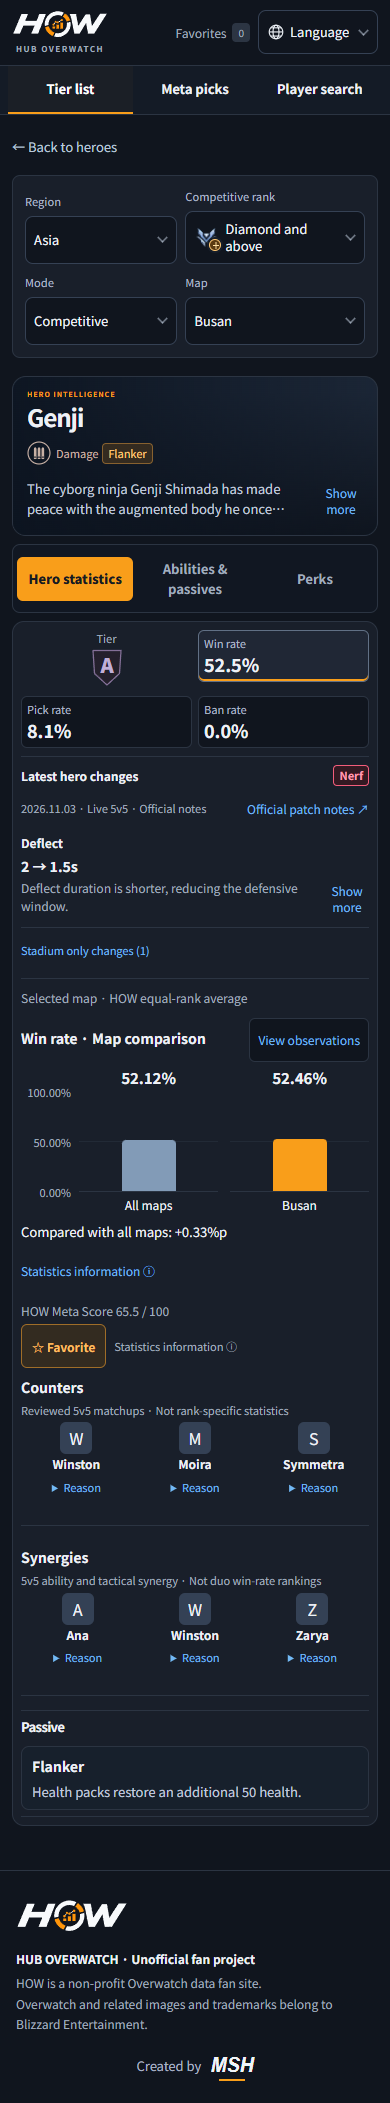 HOW
HUB OVERWATCH
Favorites 0
Language
Tier list
Meta picks
Player search
← Back to heroes
Region
Competitive rank
Asia
Diamond and
above
Mode
Map
Competitive
Busan
HERO INTELLIGENCE
Genji
Damage Flanker
The cyborg ninja Genji Shimada has made
peace with the augmented body he once…
Show
more
Hero statistics
Abilities &
passives
Perks
Tier
A
Win rate
52.5%
Pick rate
8.1%
Ban rate
0.0%
Latest hero changes
Nerf
2026.11.03 · Live 5v5 · Official notes
Official patch notes ↗
Deflect
2 → 1.5s
Deflect duration is shorter, reducing the defensive
window.
Show
more
Stadium only changes (1)
Selected map · HOW equal-rank average
Win rate · Map comparison
View observations
52.12%
52.46%
100.00%
50.00%
0.00%
All maps
Busan
Compared with all maps: +0.33%p
Statistics information ⓘ
HOW Meta Score 65.5 / 100
☆ Favorite
Statistics information ⓘ
Counters
Reviewed 5v5 matchups · Not rank-specific statistics
W
M
S
Winston
Moira
Symmetra
▶ Reason
▶ Reason
▶ Reason
Synergies
5v5 ability and tactical synergy · Not duo win-rate rankings
A
W
Z
Ana
Winston
Zarya
▶ Reason
▶ Reason
▶ Reason
Passive
Flanker
Health packs restore an additional 50 health.
HOW
HUB OVERWATCH · Unofficial fan project
HOW is a non-profit Overwatch data fan site.
Overwatch and related images and trademarks belong to
Blizzard Entertainment.
Created by MSH